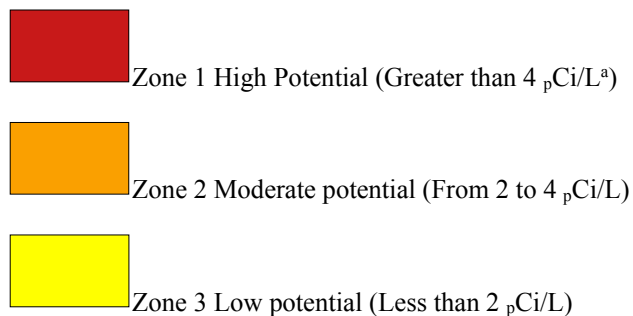 Zone 1 High Potential (Greater than 4 pCi/Lᵃ)
Zone 2 Moderate potential (From 2 to 4 pCi/L)
Zone 3 Low potential (Less than 2 pCi/L)